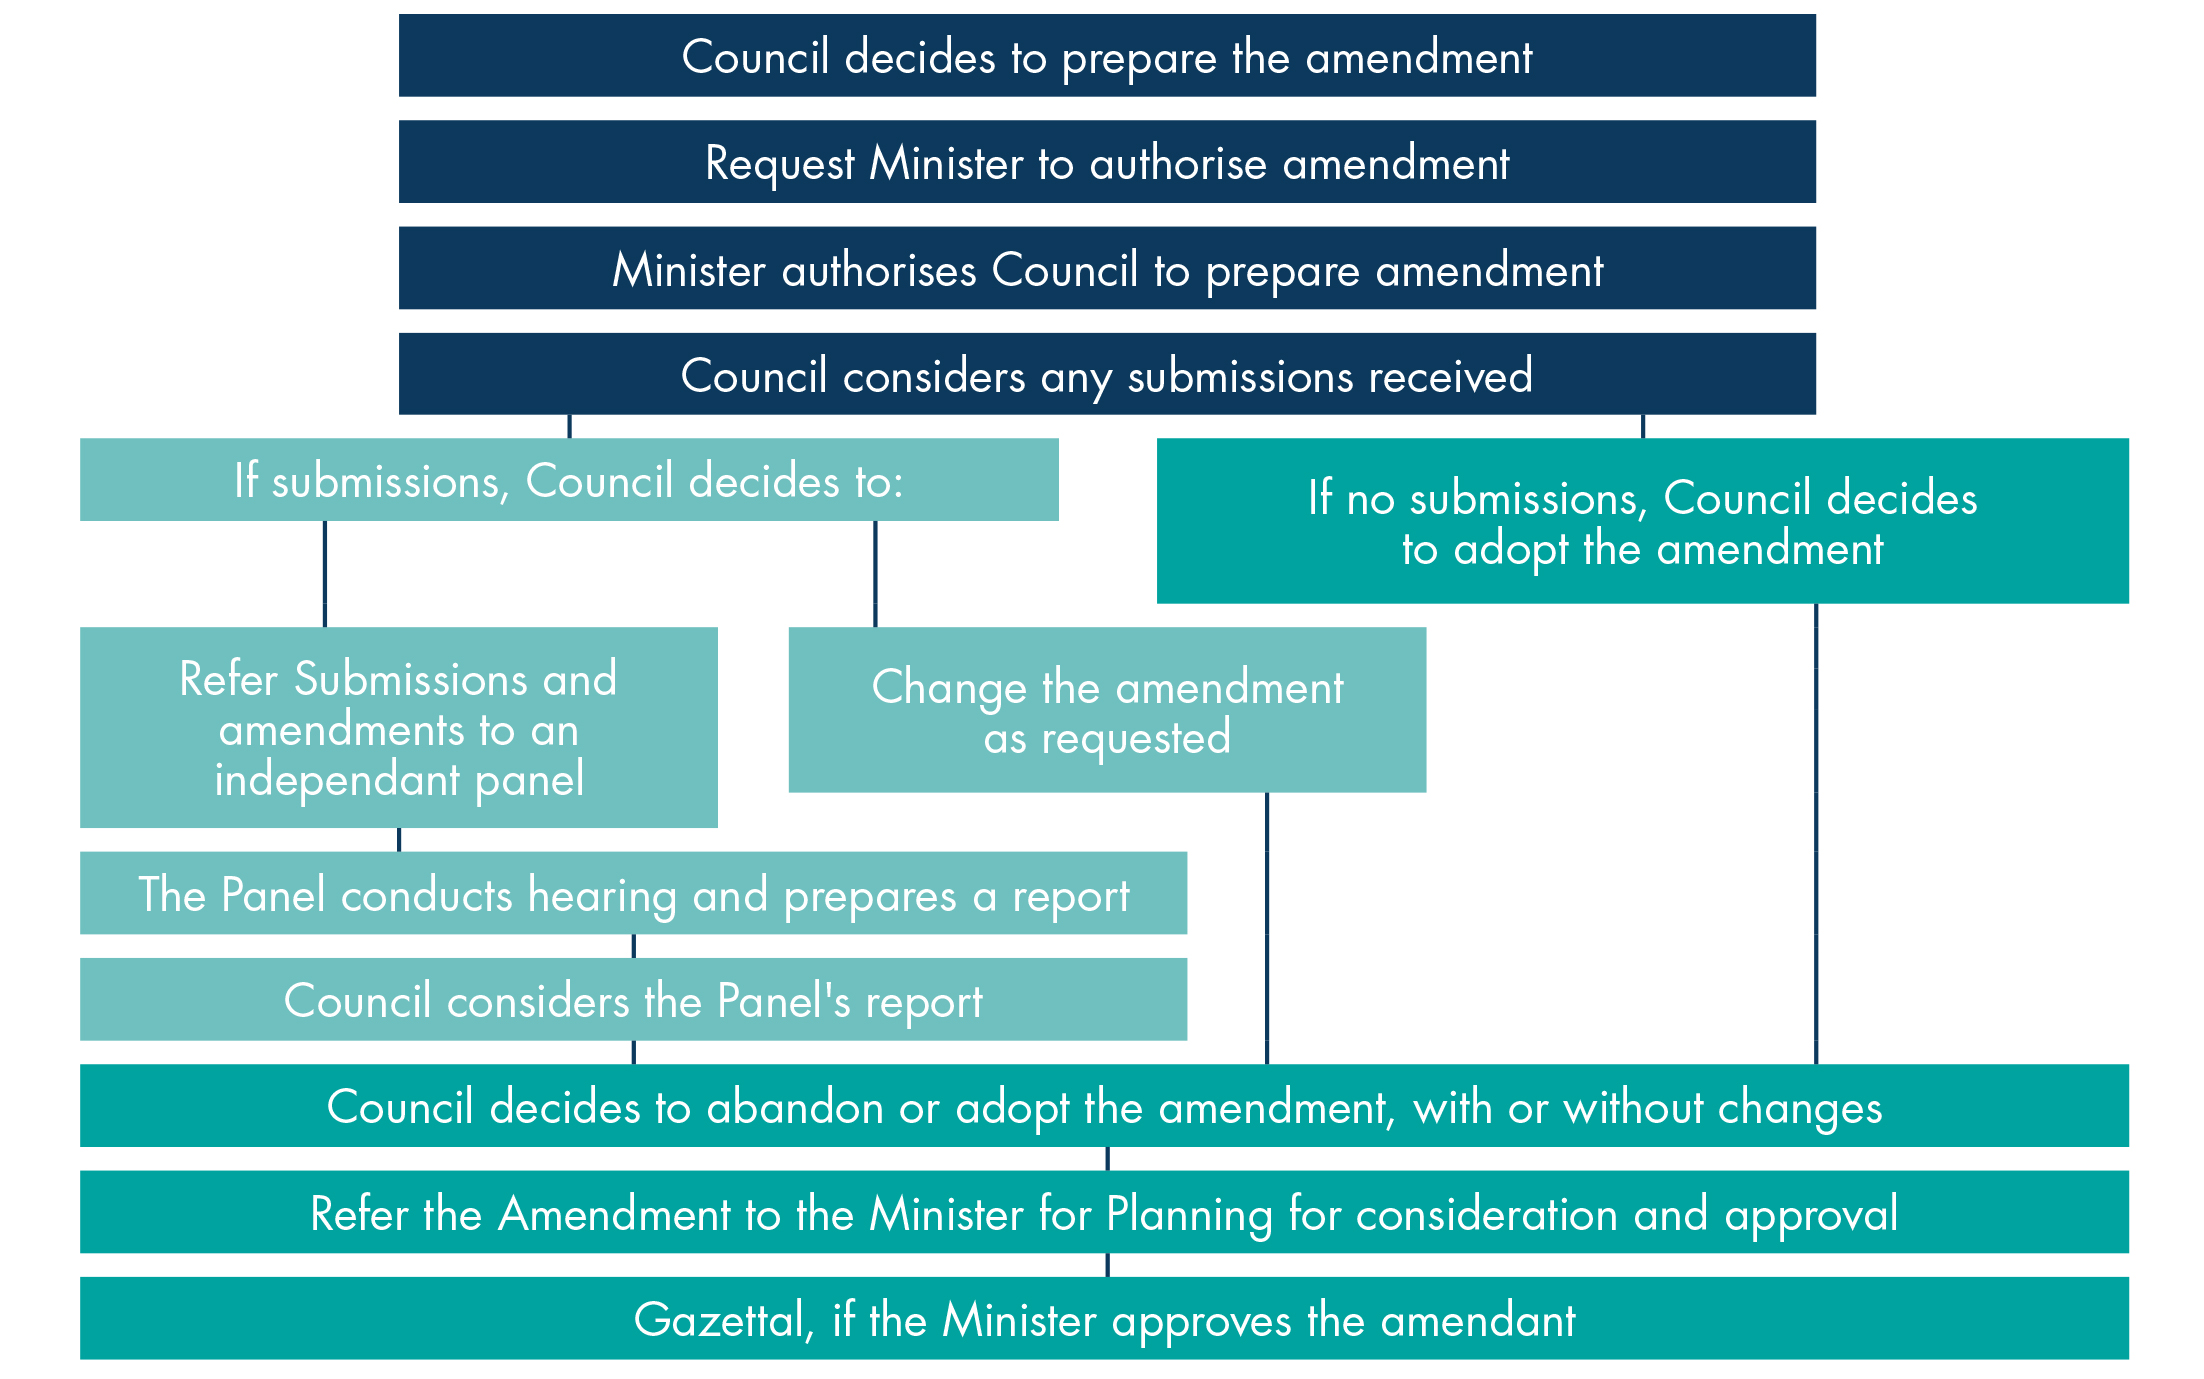 Council decides to prepare the amendment
Request Minister to authorise amendment
Minister authorises Council to prepare amendment
Council considers any submissions received
If submissions, Council decides to:
If no submissions, Council decides
to adopt the amendment
Refer Submissions and
amendments to an
independant panel
Change the amendment
as requested
The Panel conducts hearing and prepares a report
Council considers the Panel's report
Council decides to abandon or adopt the amendment, with or without changes
Refer the Amendment to the Minister for Planning for consideration and approval
Gazettal, if the Minister approves the amendant